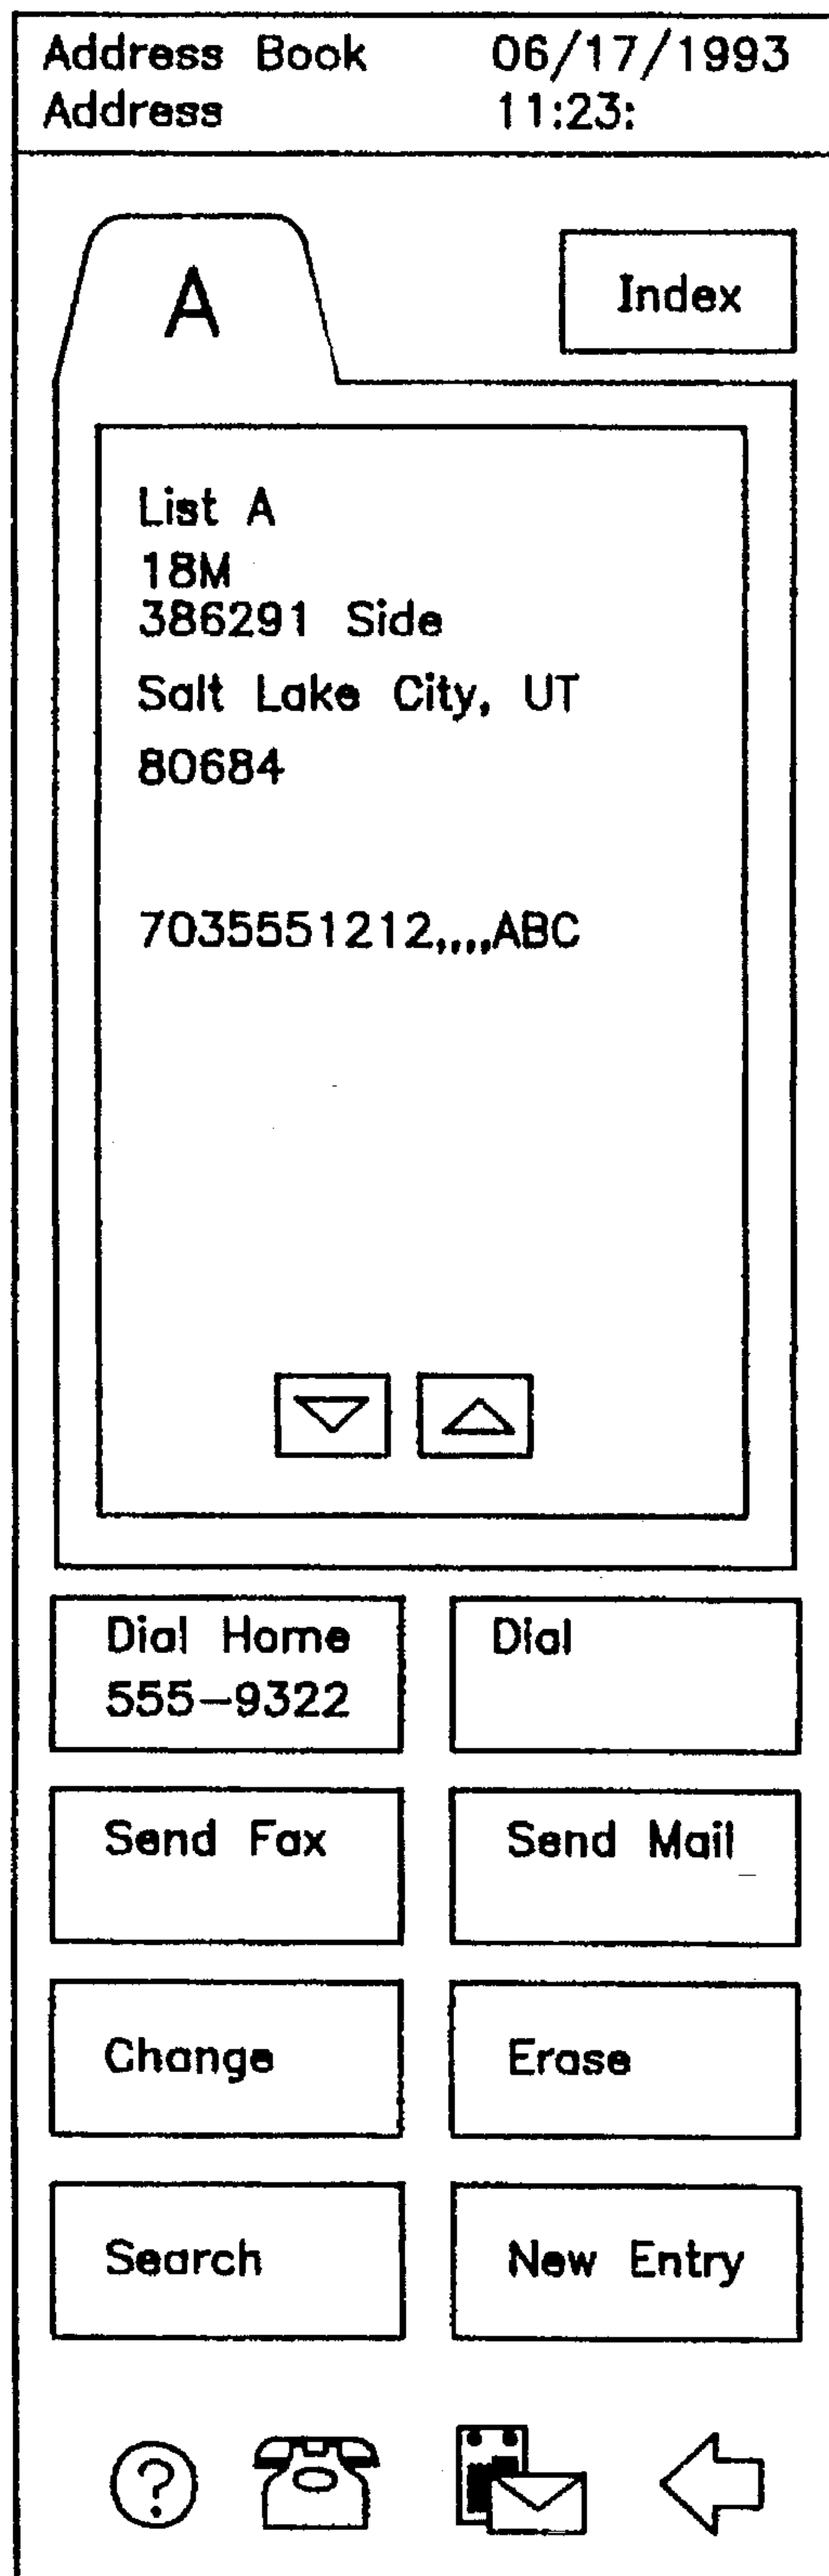 Address Book 06/17/1993
Address 11:23:
A
Index
List A
18M
386291 Side
Salt Lake City, UT
80684
7035551212,,,,ABC
Dial Home
555-9322
Dial
Send Fax
Send Mail
Change
Erase
Search
New Entry
?